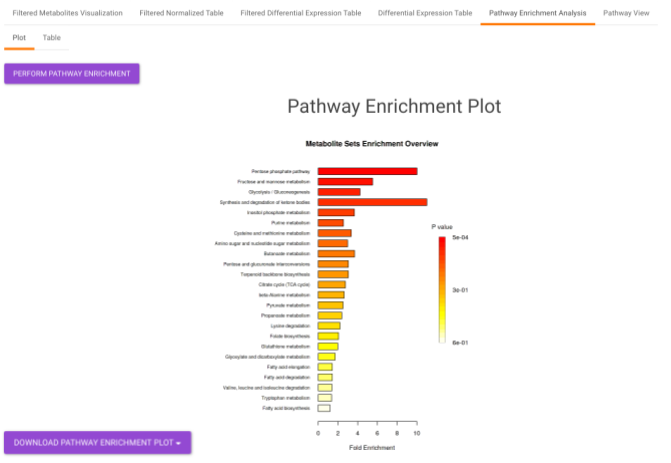 Filtered Metabolites Visualization Filtered Normalized Table Filtered Differential Expression Table Differential Expression Table Pathway Enrichment Analysis Pathway View
Plot Table
PERFORM PATHWAY ENRICHMENT
Pathway Enrichment Plot
Metabolite Sets Enrichment Overview
Pentose phosphate pathway
Fructose and mannose metabolism
Glycolysis / Gluconeogenesis
Synthesis and degradation of ketone bodies
Inositol phosphate metabolism
Purine metabolism
Cysteine and methionine metabolism
Amino sugar and nucleotide sugar metabolism
Butanoate metabolism
Pentose and glucuronate interconversions
Terpenoid backbone biosynthesis
Citrate cycle (TCA cycle)
beta-Alanine metabolism
Pyruvate metabolism
Propanoate metabolism
Lysine degradation
Folate biosynthesis
Glutathione metabolism
Glyoxylate and dicarboxylate metabolism
Fatty acid elongation
Fatty acid degradation
Valine, leucine and isoleucine degradation
Tryptophan metabolism
Fatty acid biosynthesis
P value
5e-04
3e-01
6e-01
0 2 4 6 8 10
Fold Enrichment
DOWNLOAD PATHWAY ENRICHMENT PLOT